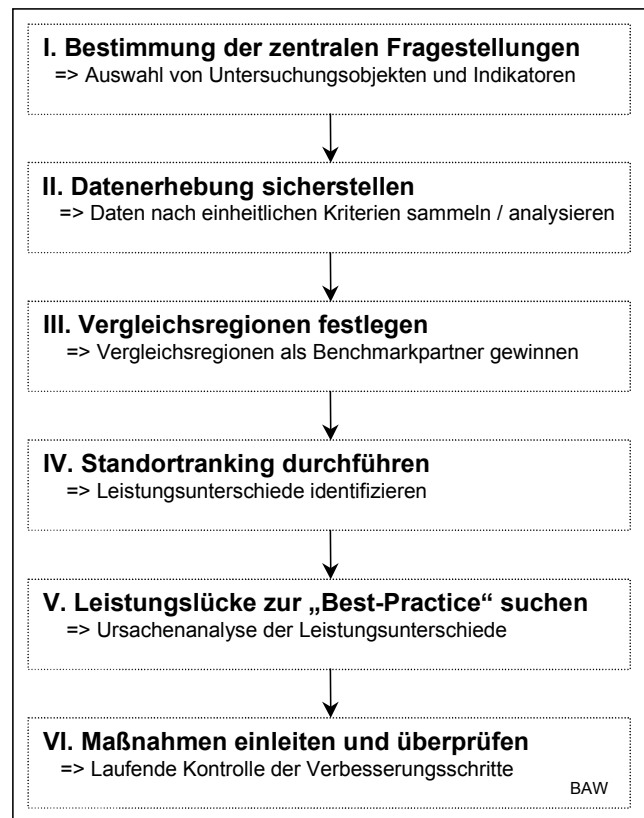 I. Bestimmung der zentralen Fragestellungen
=> Auswahl von Untersuchungsobjekten und Indikatoren
II. Datenerhebung sicherstellen
=> Daten nach einheitlichen Kriterien sammeln / analysieren
III. Vergleichsregionen festlegen
=> Vergleichsregionen als Benchmarkpartner gewinnen
IV. Standortranking durchführen
=> Leistungsunterschiede identifizieren
V. Leistungslücke zur „Best-Practice“ suchen
=> Ursachenanalyse der Leistungsunterschiede
VI. Maßnahmen einleiten und überprüfen
=> Laufende Kontrolle der Verbesserungsschritte
BAW